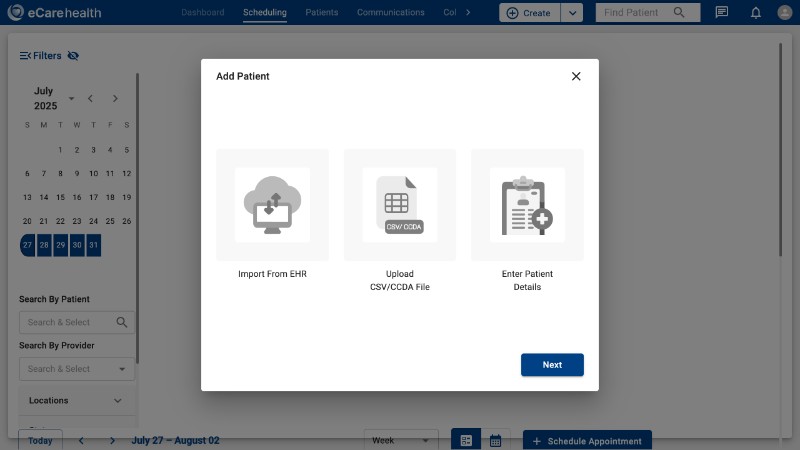 eCarehealth
Dashboard
Scheduling
Patients
Communications
Col
Create
Find Patient
Filters
July
2025
S M T W T F S
1 2 3 4 5
6 7 8 9 10 11 12
13 14 15 16 17 18 19
20 21 22 23 24 25 26
27 28 29 30 31
Search By Patient
Search & Select
Search By Provider
Search & Select
Locations
Today
July 27 – August 02
Week
Schedule Appointment
Add Patient
CSV/ CCDA
Import From EHR
Upload
CSV/CCDA File
Enter Patient
Details
Next